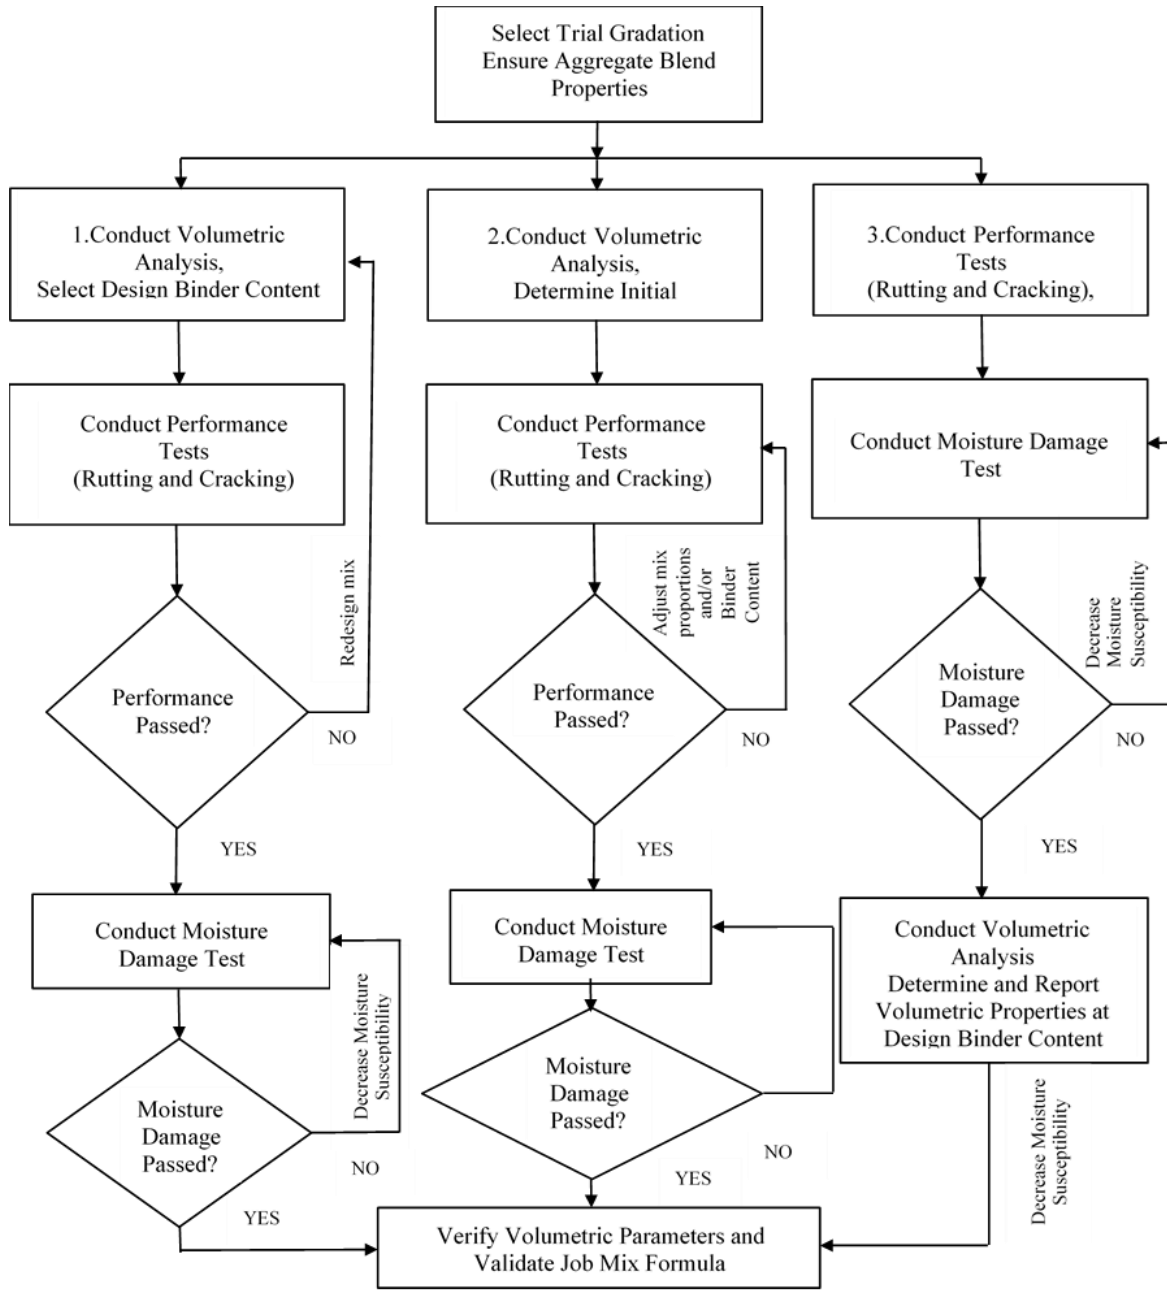 Select Trial Gradation
Ensure Aggregate Blend
Properties
1.Conduct Volumetric
Analysis,
Select Design Binder Content
2.Conduct Volumetric
Analysis,
Determine Initial
3.Conduct Performance
Tests
(Rutting and Cracking),
Conduct Performance
Tests
(Rutting and Cracking)
Redesign mix
Conduct Performance
Tests
(Rutting and Cracking)
Adjust mix
proportions
and/or
Binder
Content
Conduct Moisture Damage
Test
Decrease
Moisture
Susceptibility
Performance
Passed?
NO
Performance
Passed?
NO
Moisture
Damage
Passed?
NO
YES
YES
YES
Conduct Moisture
Damage Test
Decrease Moisture
Susceptibility
Conduct Moisture
Damage Test
Conduct Volumetric
Analysis
Determine and Report
Volumetric Properties at
Design Binder Content
Moisture
Damage
Passed?
NO
YES
Moisture
Damage
Passed?
NO
YES
Decrease Moisture
Susceptibility
Verify Volumetric Parameters and
Validate Job Mix Formula